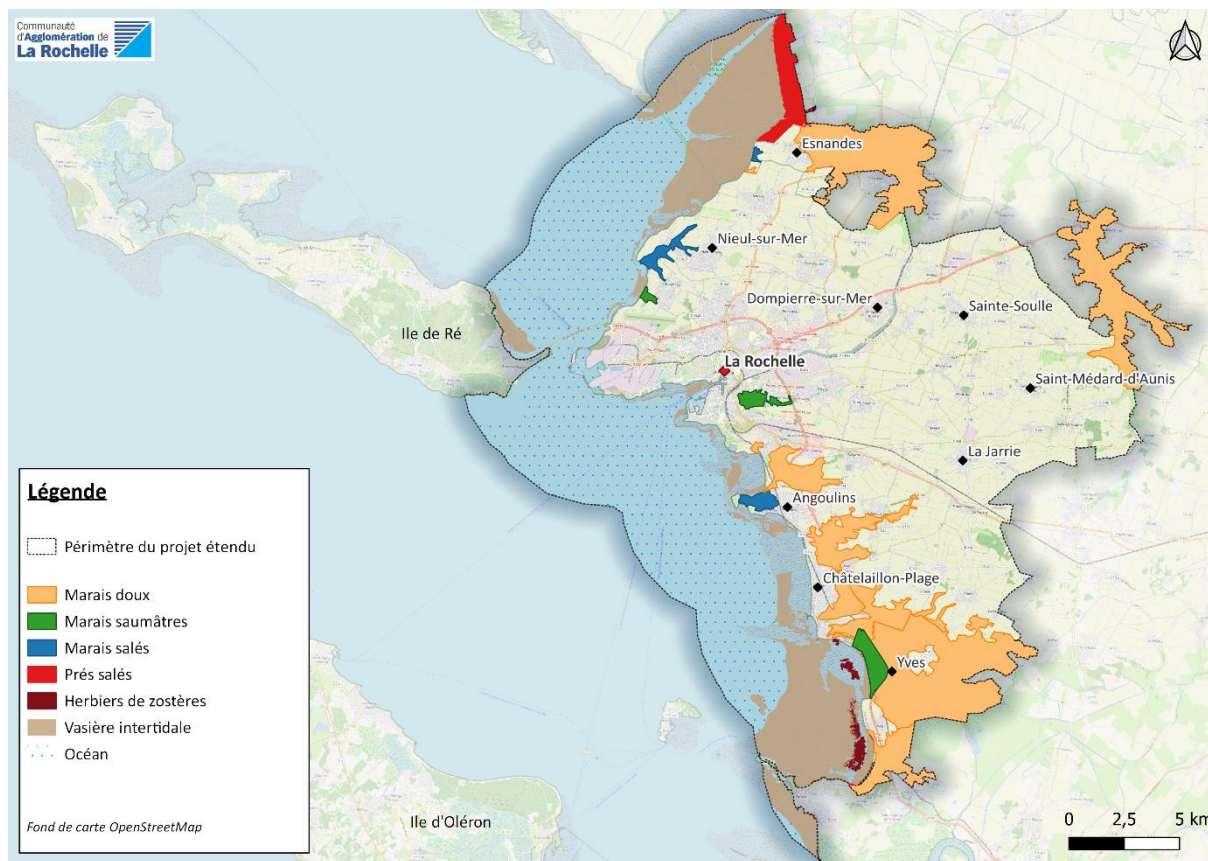 Communauté
d'Agglomération de
La Rochelle
Esnandes
Nieul-sur-Mer
Dompierre-sur-Mer
Sainte-Soulle
Ile de Ré
La Rochelle
Saint-Médard-d'Aunis
La Jarrie
Angoulins
Châtelaillon-Plage
Yves
Ile d'Oléron
Légende
Périmètre du projet étendu
Marais doux
Marais saumâtres
Marais salés
Prés salés
Herbiers de zostères
Vasière intertidale
Océan
Fond de carte OpenStreetMap
0 2,5 5 km